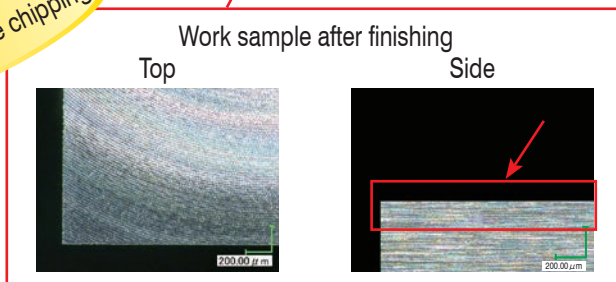 e chipping
Work sample after finishing
Top
Side
200.00 μm
200.00 μm